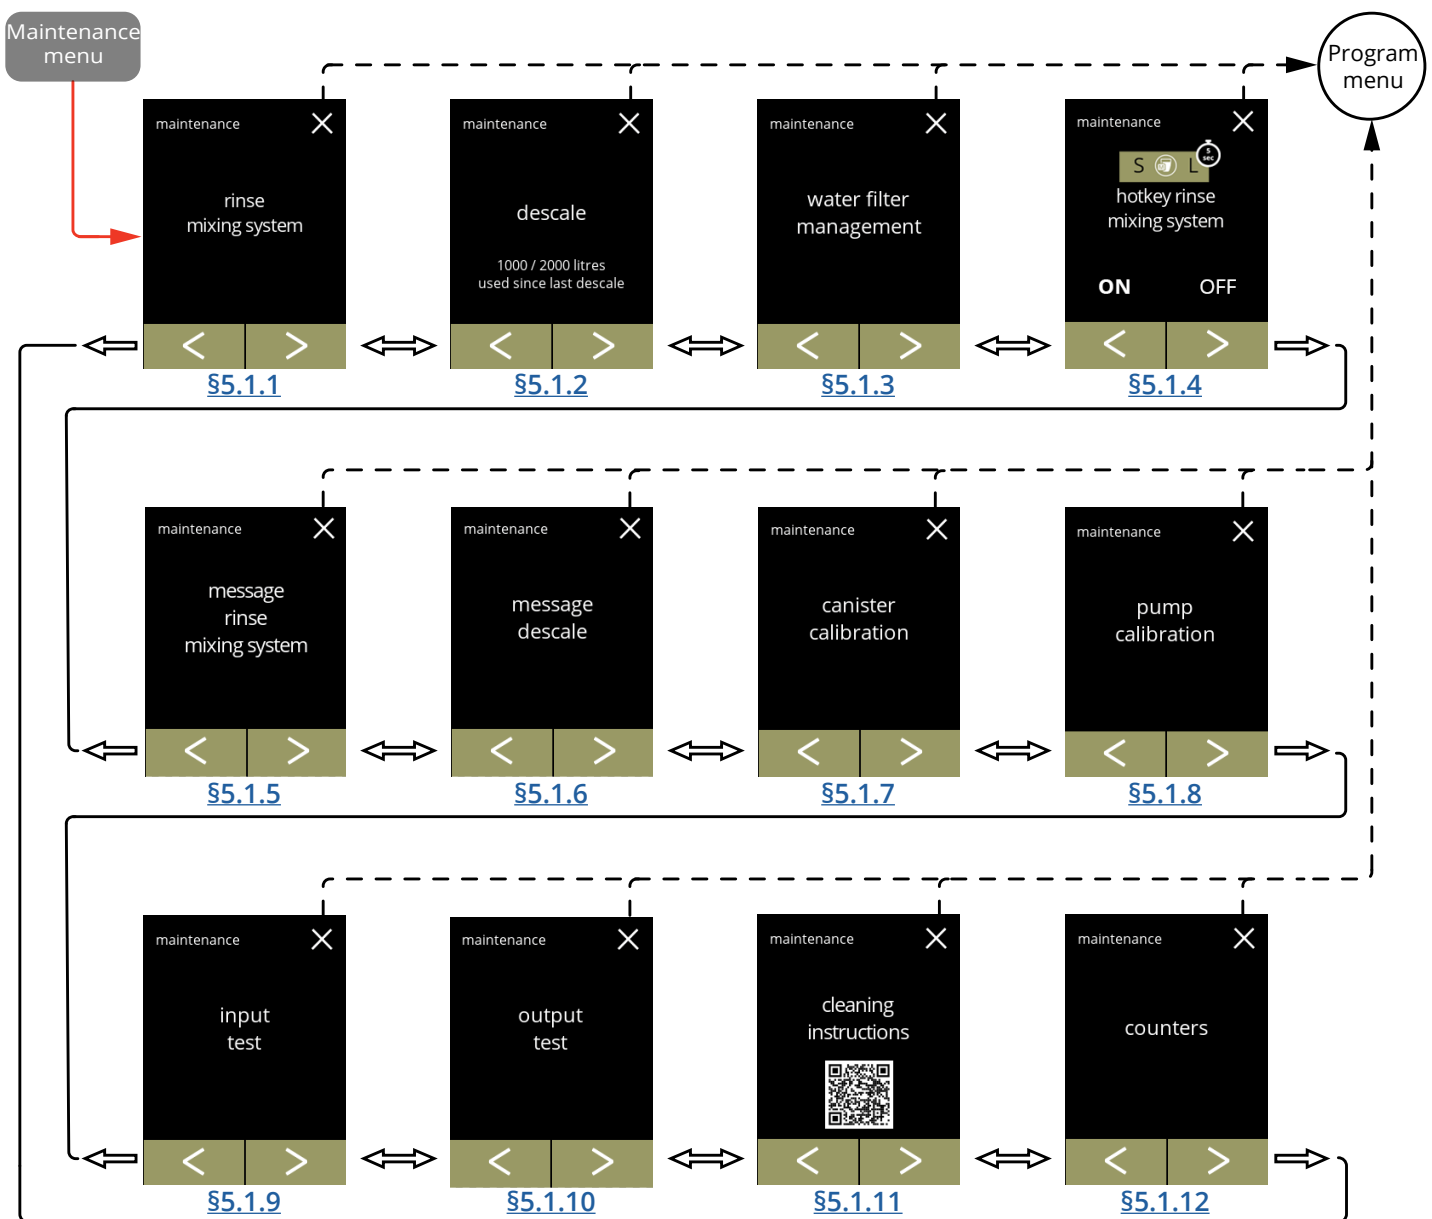 Maintenance
menu
Program
menu
maintenance
rinse
mixing system
§5.1.1
maintenance
descale
1000 / 2000 litres
used since last descale
§5.1.2
maintenance
water filter
management
§5.1.3
maintenance
S L
5
sec
hotkey rinse
mixing system
ON OFF
§5.1.4
maintenance
message
rinse
mixing system
§5.1.5
maintenance
message
descale
§5.1.6
maintenance
canister
calibration
§5.1.7
maintenance
pump
calibration
§5.1.8
maintenance
input
test
§5.1.9
maintenance
output
test
§5.1.10
maintenance
cleaning
instructions
§5.1.11
maintenance
counters
§5.1.12